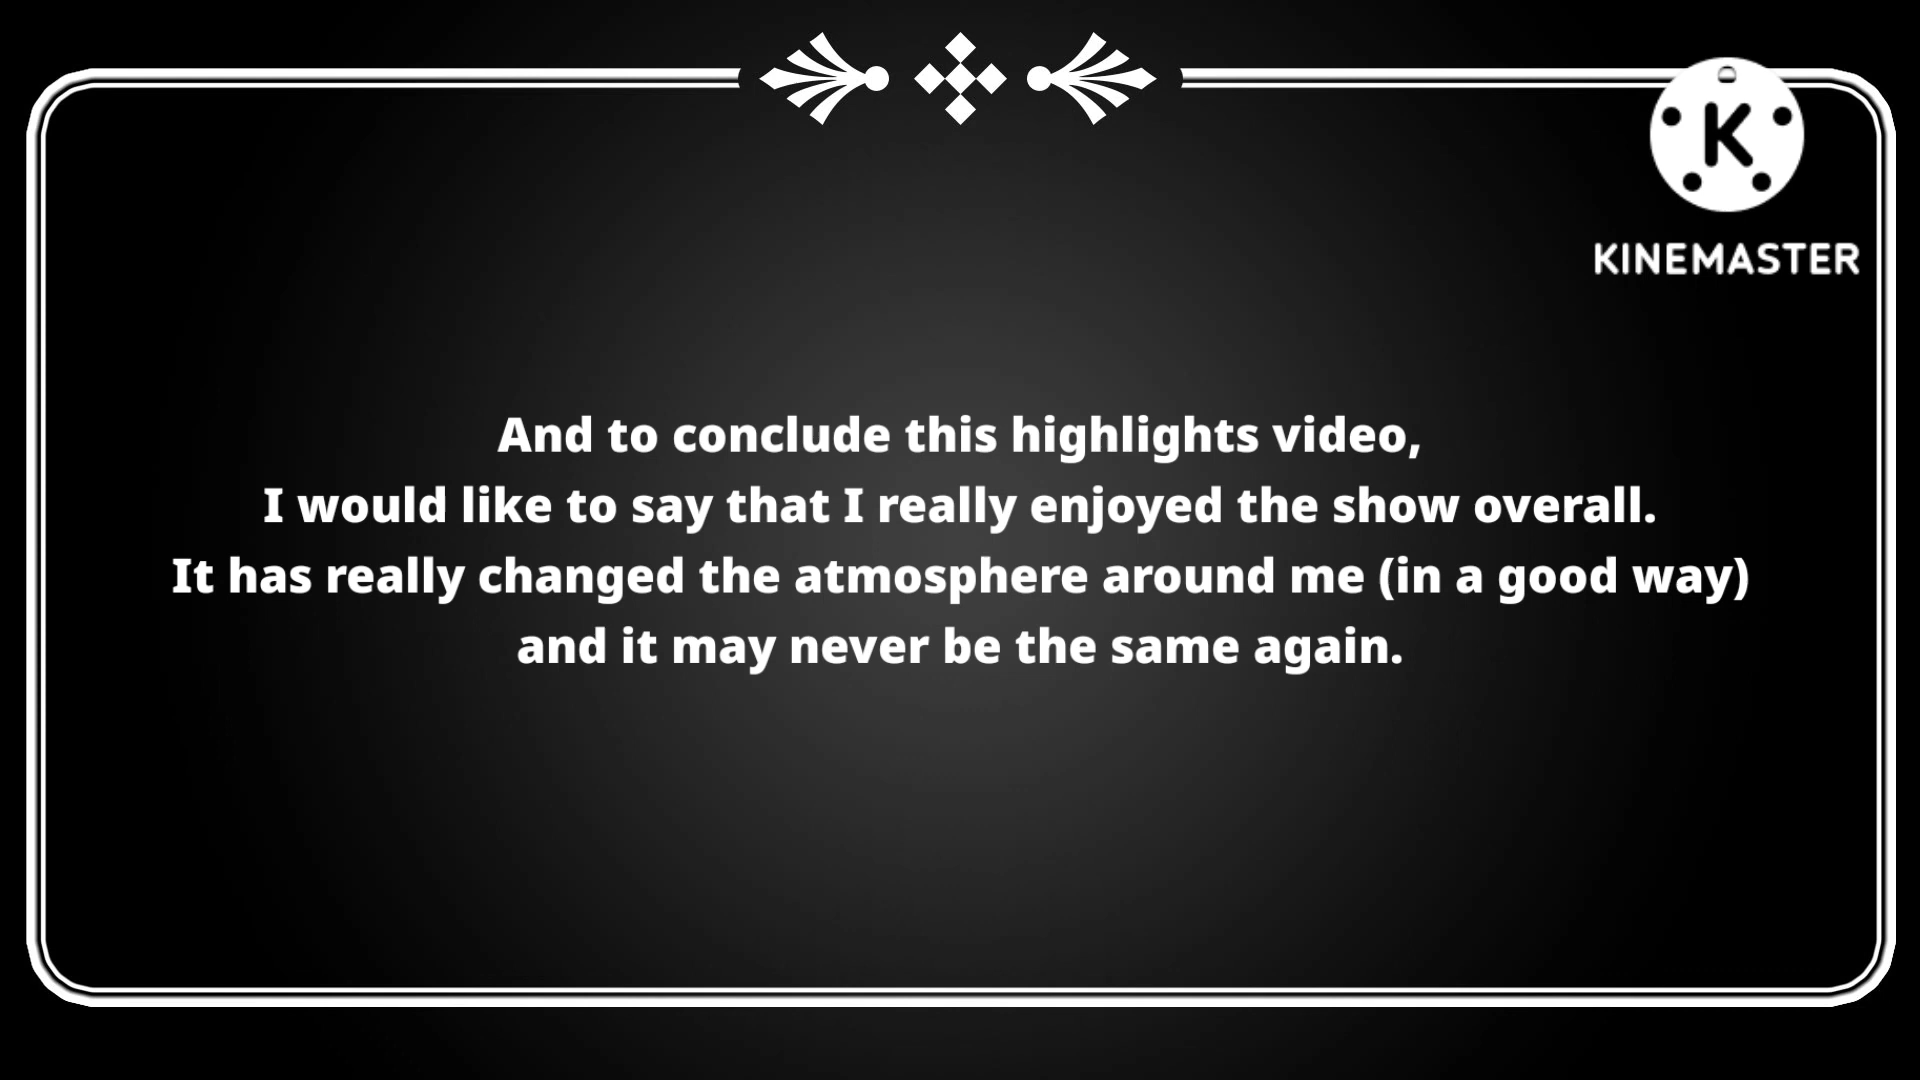 K
KINEMASTER
And to conclude this highlights video,
I would like to say that I really enjoyed the show overall.
It has really changed the atmosphere around me (in a good way)
and it may never be the same again.